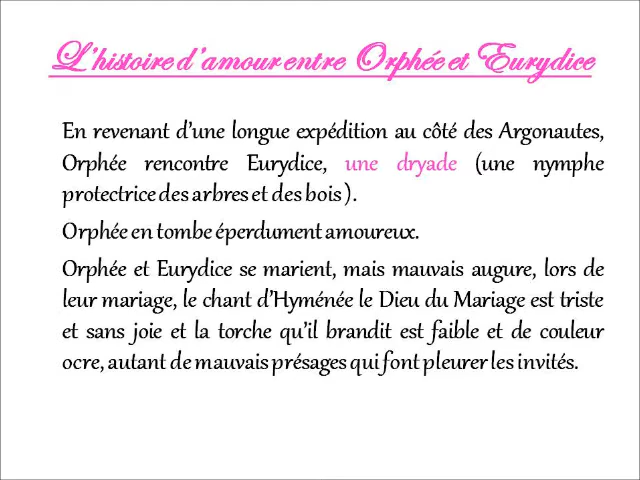 L'histoire d'amour entre Orphée et Eurydice
En revenant d'une longue expédition au côté des Argonautes,
Orphée rencontre Eurydice, une dryade (une nymphe
protectrice des arbres et des bois ).
Orphée en tombe éperdument amoureux.
Orphée et Eurydice se marient, mais mauvais augure, lors de
leur mariage, le chant d'Hyménée le Dieu du Mariage est triste
et sans joie et la torche qu'il brandit est faible et de couleur
ocre, autant de mauvais présages qui font pleurer les invités.